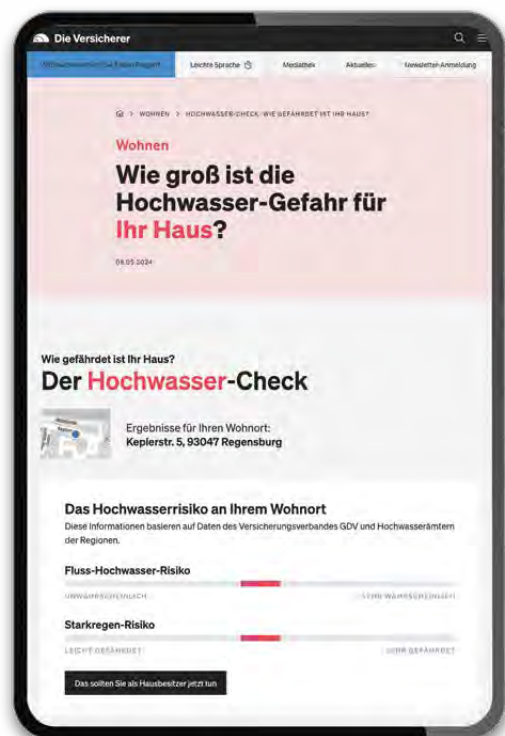 Die Versicherer
Leichte Sprache
Mediathek
Aktuelles
Newsletter-Anmeldung
> WOHNEN > HOCHWASSER-CHECK: WIE GEFÄHRDET IST IHR HAUS?
Wohnen
Wie groß ist die
Hochwasser-Gefahr für
Ihr Haus?
08.05.2024
Wie gefährdet ist Ihr Haus?
Der Hochwasser-Check
Ergebnisse für Ihren Wohnort:
Keplerstr. 5, 93047 Regensburg
Das Hochwasserrisiko an Ihrem Wohnort
Diese Informationen basieren auf Daten des Versicherungsverbandes GDV und Hochwasserämtern
der Regionen.
Fluss-Hochwasser-Risiko
UNWAHRSCHEINLICH
SEHR WAHRSCHEINLICH
Starkregen-Risiko
LEICHT GEFÄHRDET
SEHR GEFÄHRDET
Das sollten Sie als Hausbesitzer jetzt tun